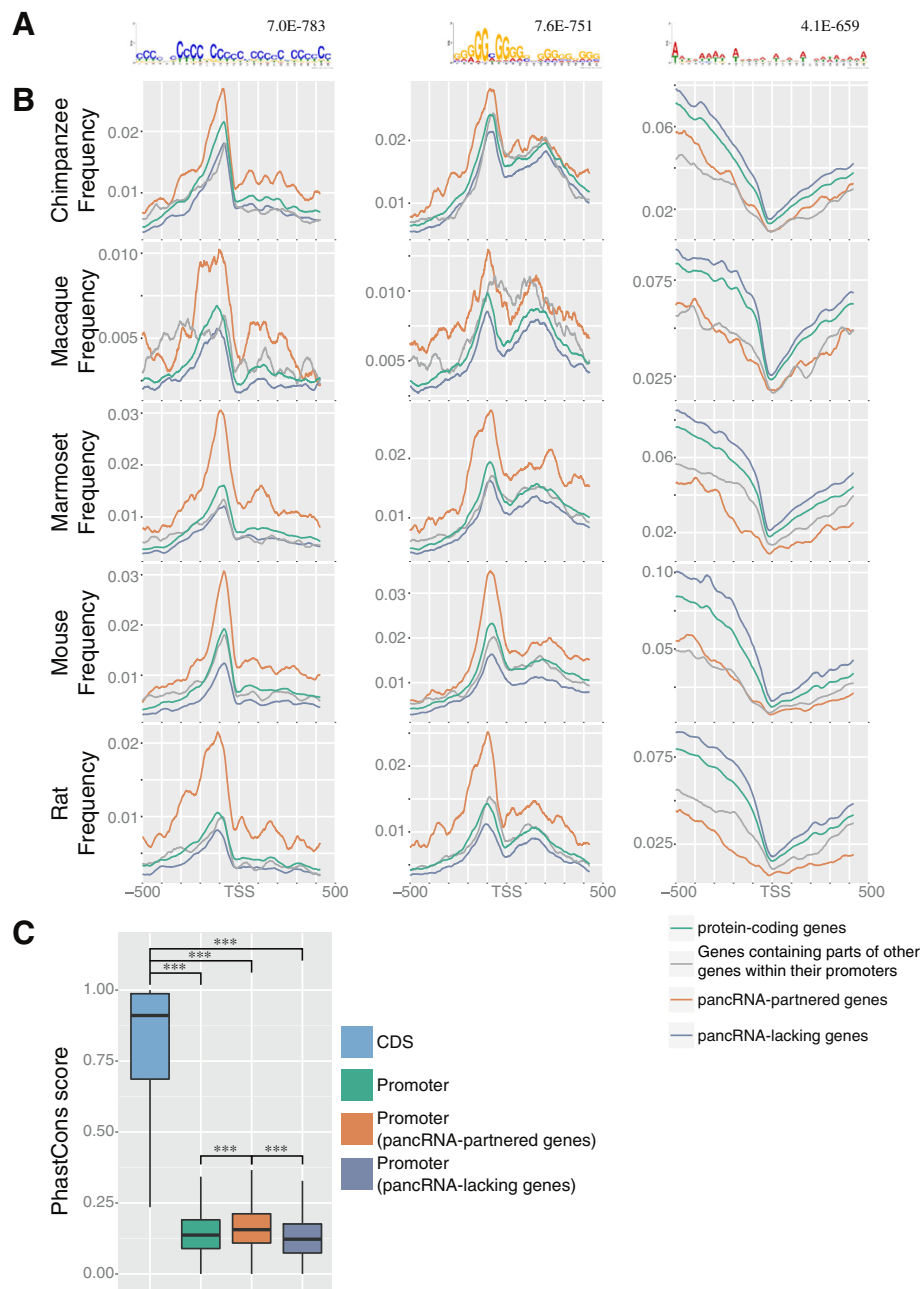 A
7.0E-783
7.6E-751
4.1E-659
B
Chimpanzee
Frequency
0.02
0.01
0.02
0.01
0.06
0.02
Macaque
Frequency
0.010
0.005
0.010
0.005
0.075
0.025
Marmoset
Frequency
0.03
0.02
0.01
0.02
0.01
0.06
0.02
Mouse
Frequency
0.03
0.02
0.01
0.03
0.02
0.01
0.10
0.05
Rat
Frequency
0.02
0.01
0.02
0.01
0.075
0.025
−500 TSS 500
−500 TSS 500
−500 TSS 500
protein-coding genes
Genes containing parts of other
genes within their promoters
pancRNA-partnered genes
pancRNA-lacking genes
C
PhastCons score
1.00
0.75
0.50
0.25
0.00
***
***
***
***
***
CDS
Promoter
Promoter
(pancRNA-partnered genes)
Promoter
(pancRNA-lacking genes)